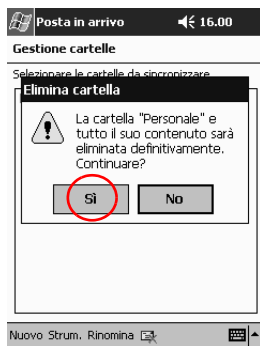 Posta in arrivo 16.00
Gestione cartelle
Selezionare le cartelle da sincronizzare
Elimina cartella
La cartella "Personale" e
tutto il suo contenuto sarà
eliminata definitivamente.
Continuare?
Sì No
Nuovo Strum. Rinomina